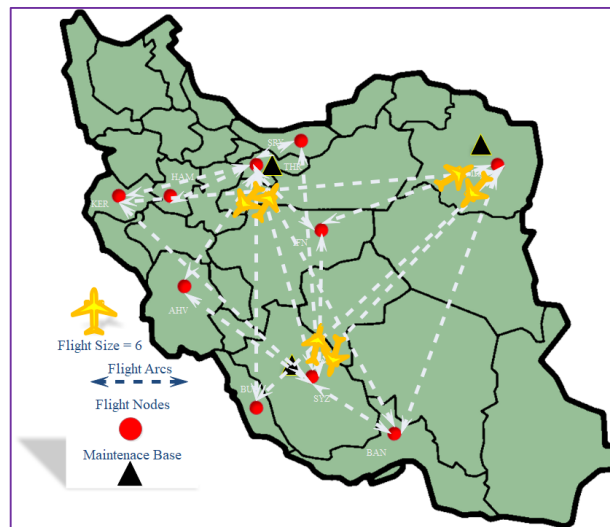 SRY
THR
HAM
KER
IFN
AHV
Flight Size = 6
Flight Arcs
BUZ
SYZ
Flight Nodes
BAN
Maintenace Base